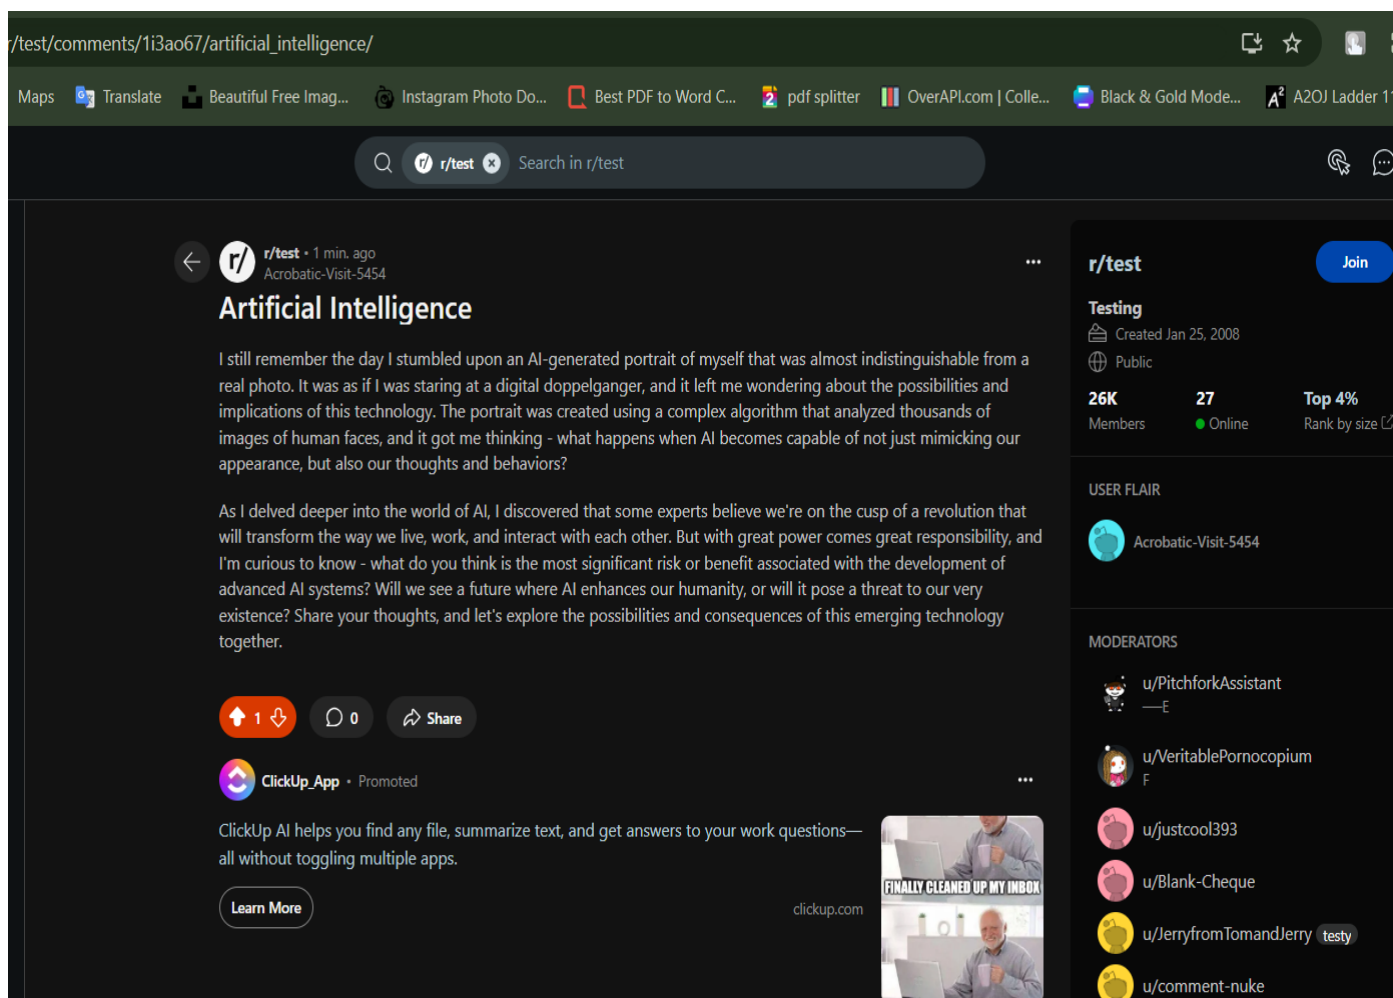 r/test/comments/1i3ao67/artificial_intelligence/
Maps Translate Beautiful Free Imag... Instagram Photo Do... Best PDF to Word C... pdf splitter OverAPI.com | Colle... Black & Gold Mode... A2OJ Ladder 11
r/test Search in r/test
r/test • 1 min. ago
Acrobatic-Visit-5454
Artificial Intelligence
I still remember the day I stumbled upon an AI-generated portrait of myself that was almost indistinguishable from a
real photo. It was as if I was staring at a digital doppelganger, and it left me wondering about the possibilities and
implications of this technology. The portrait was created using a complex algorithm that analyzed thousands of
images of human faces, and it got me thinking - what happens when AI becomes capable of not just mimicking our
appearance, but also our thoughts and behaviors?
As I delved deeper into the world of AI, I discovered that some experts believe we're on the cusp of a revolution that
will transform the way we live, work, and interact with each other. But with great power comes great responsibility, and
I'm curious to know - what do you think is the most significant risk or benefit associated with the development of
advanced AI systems? Will we see a future where AI enhances our humanity, or will it pose a threat to our very
existence? Share your thoughts, and let's explore the possibilities and consequences of this emerging technology
together.
1 0 Share
ClickUp_App • Promoted
ClickUp AI helps you find any file, summarize text, and get answers to your work questions—
all without toggling multiple apps.
Learn More
clickup.com
FINALLY CLEANED UP MY INBOX
r/test
Join
Testing
Created Jan 25, 2008
Public
26K 27 Top 4%
Members Online Rank by size
USER FLAIR
Acrobatic-Visit-5454
MODERATORS
u/PitchforkAssistant
—–E
u/VeritablePornocopium
F
u/justcool393
u/Blank-Cheque
u/JerryfromTomandJerry testy
u/comment-nuke